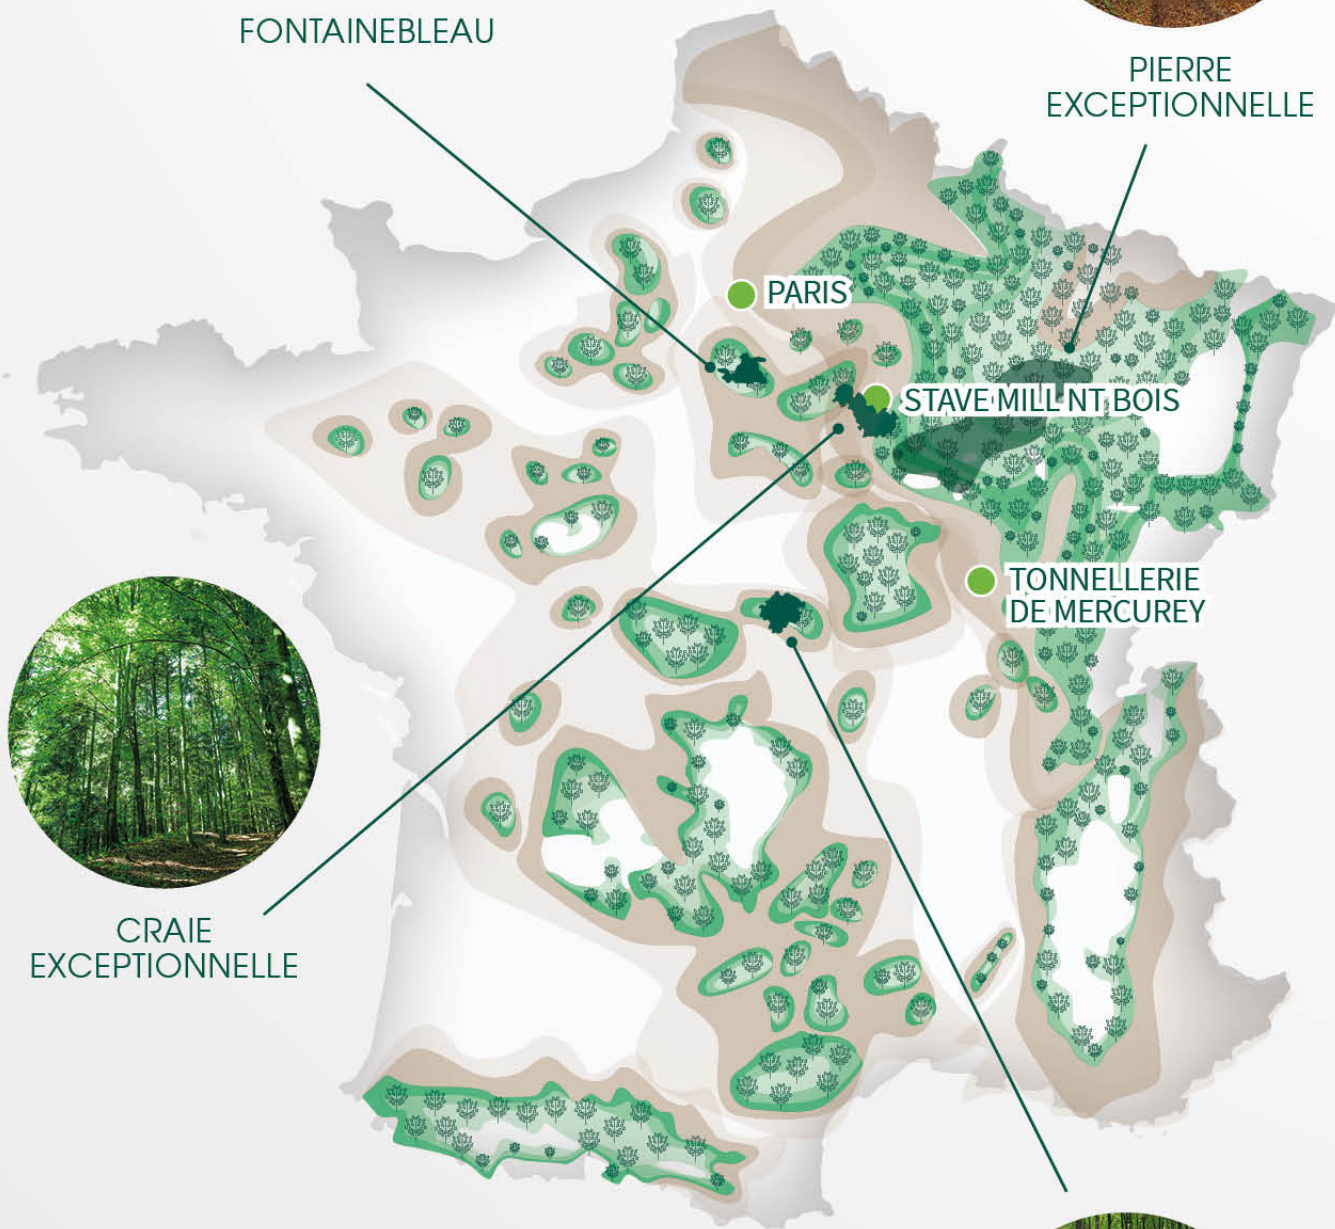 FONTAINEBLEAU
PIERRE
EXCEPTIONNELLE
PARIS
STAVE MILL NT BOIS
TONNELLERIE
DE MERCUREY
CRAIE
EXCEPTIONNELLE